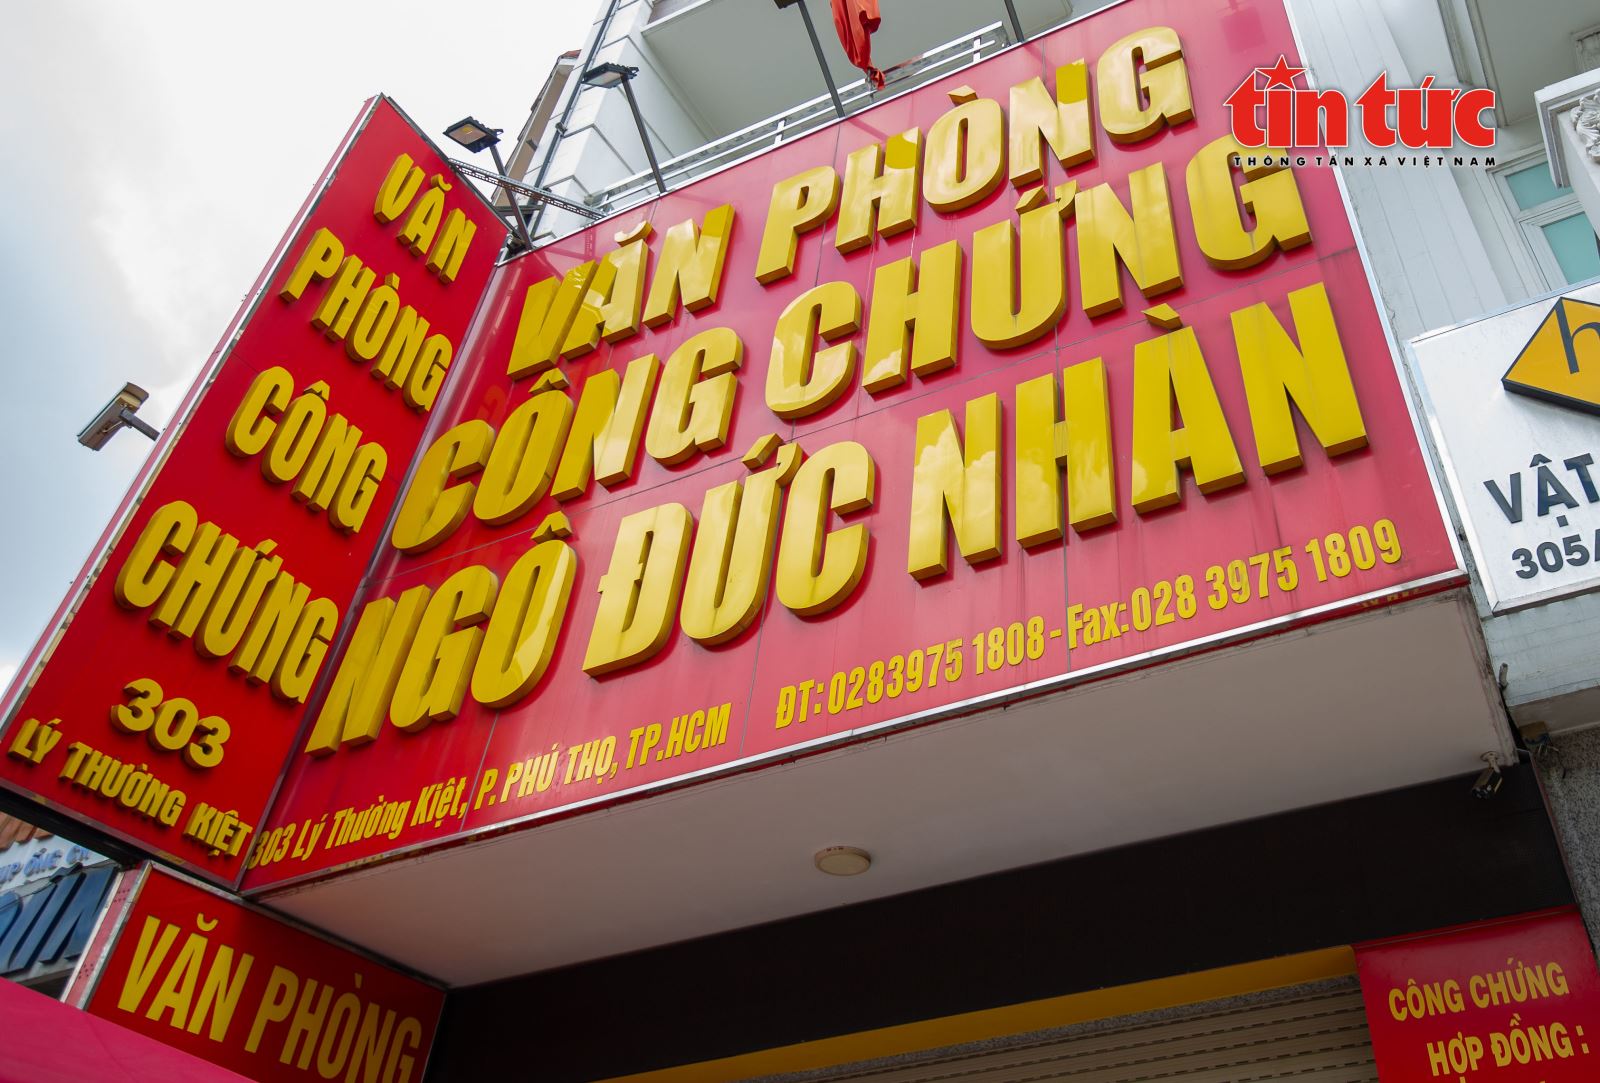 tin tức
THÔNG TẤN XÃ VIỆT NAM
VĂN
PHÒNG
CÔNG
CHỨNG
303
LÝ THƯỜNG KIỆT
VĂN PHÒNG
CÔNG CHỨNG
NGÔ ĐỨC NHÀN
303 Lý Thường Kiệt, P. PHÚ THỌ, TP.HCM ĐT: 0283975 1808 - Fax: 028 3975 1809
VẬT
305/
VĂN PHÒNG
CÔNG CHỨNG
HỢP ĐỒNG :